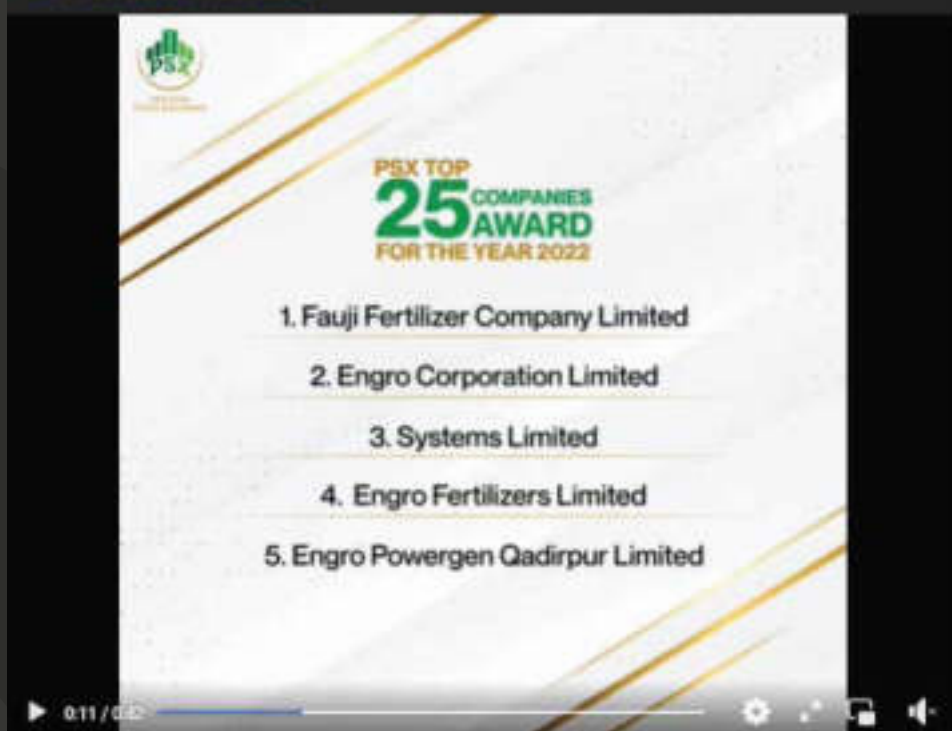 PSX
PSX TOP
25 COMPANIES
AWARD
FOR THE YEAR 2022
1. Fauji Fertilizer Company Limited
2. Engro Corporation Limited
3. Systems Limited
4. Engro Fertilizers Limited
5. Engro Powergen Qadirpur Limited
0:11 /